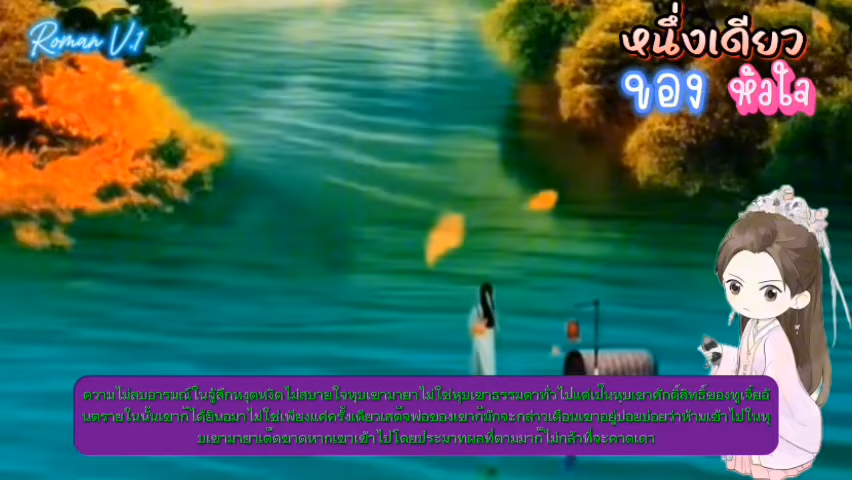 Roman V.1
หนึ่งเดียว
ของ หัวใจ
ความไม่สบอารมณ์ในรู้สึกหงุดหงิดไม่สบายใจหุบเขามายาไม่ใช่หุบเขาธรรมดาทั่วไปแต่เป็นหุบเขาศักดิ์สิทธิ์ของทูเจี๋ยอั
นตรายในนั้นเขาก็ได้ยินอมาไม่ใช่เพียงแค่ครั้งเดียวเสด็จพ่อของเขาก็มักจะกล่าวเตือนเขาอยู่บ่อยบ่อยว่าห้ามเข้าไปในหุ
บเขามายาเด็ดขาดหากเขาเข้าไปโดยประมาทผลที่ตามมาก็ไม่กล้าที่จะคาดเดา